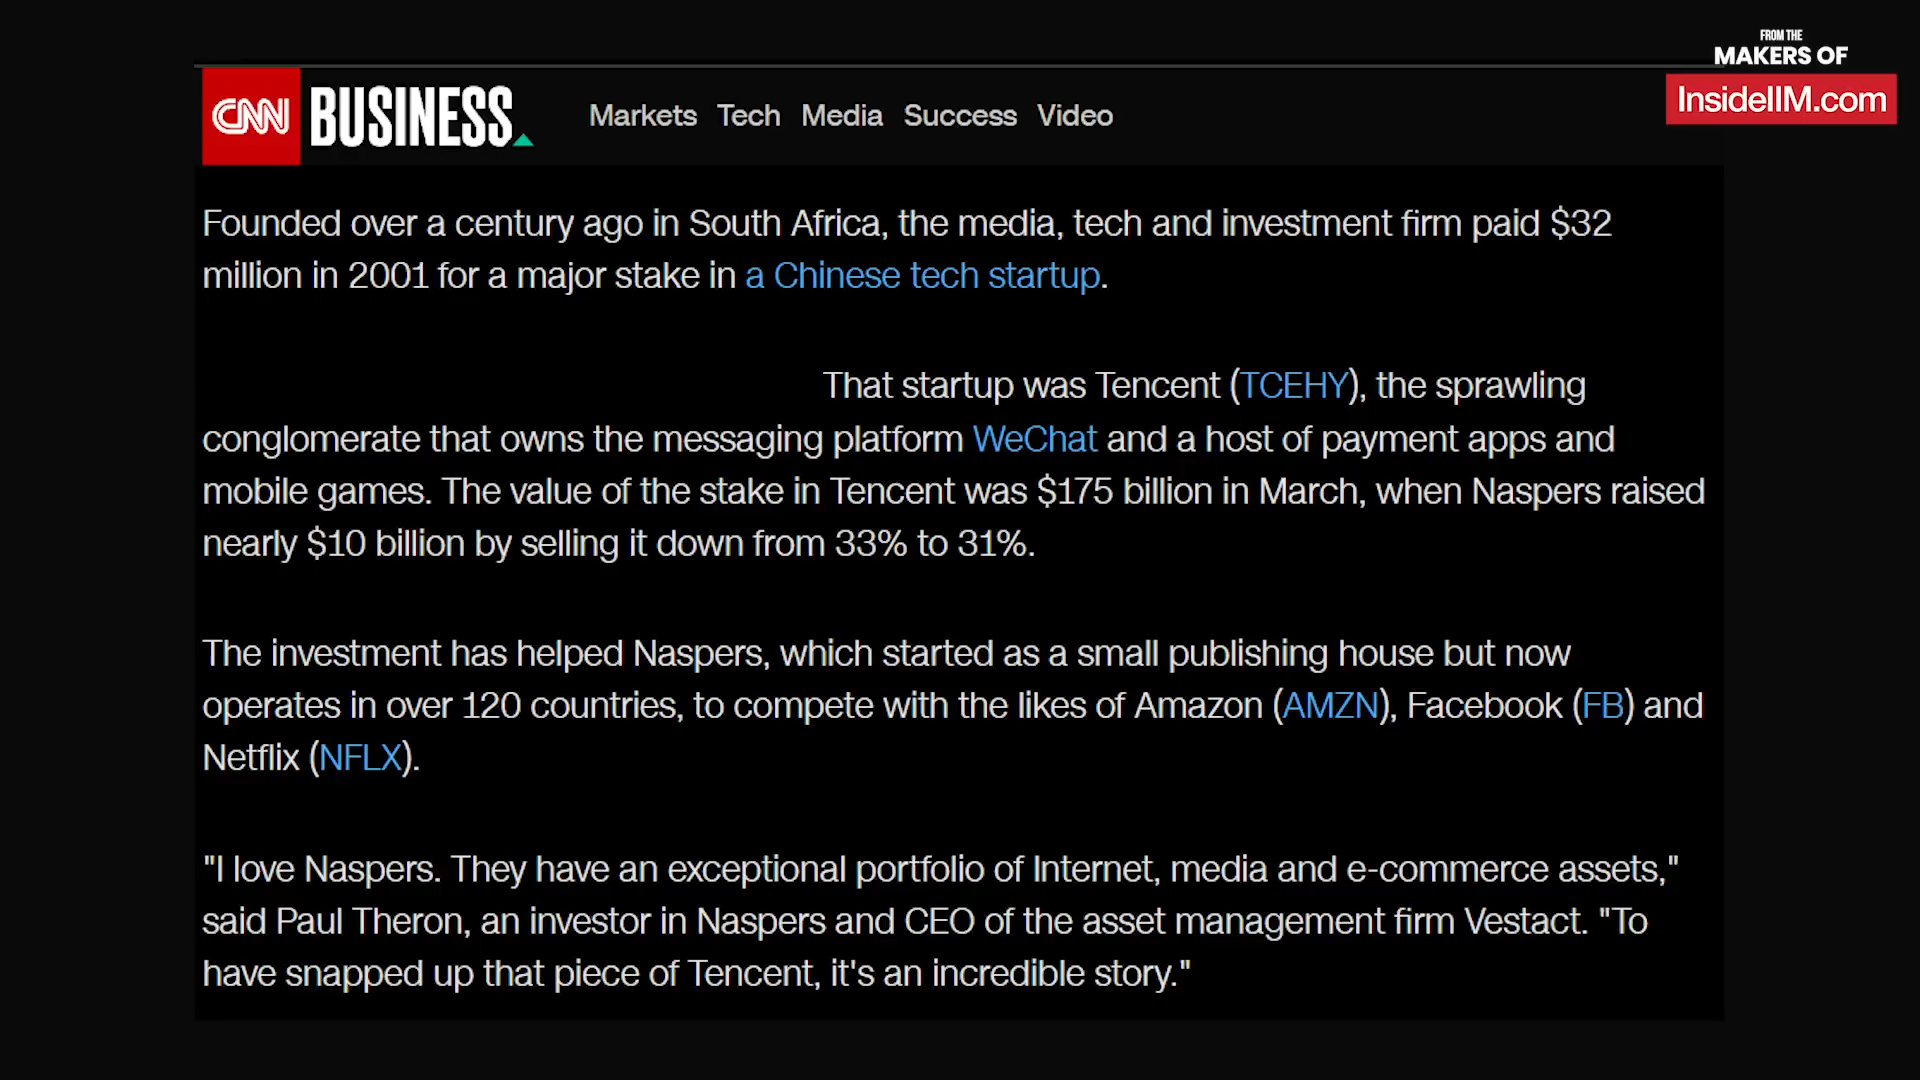 FROM THE
MAKERS OF
InsideIIM.com
CNN BUSINESS Markets Tech Media Success Video
Founded over a century ago in South Africa, the media, tech and investment firm paid $32
million in 2001 for a major stake in a Chinese tech startup.
That startup was Tencent (TCEHY), the sprawling
conglomerate that owns the messaging platform WeChat and a host of payment apps and
mobile games. The value of the stake in Tencent was $175 billion in March, when Naspers raised
nearly $10 billion by selling it down from 33% to 31%.
The investment has helped Naspers, which started as a small publishing house but now
operates in over 120 countries, to compete with the likes of Amazon (AMZN), Facebook (FB) and
Netflix (NFLX).
"I love Naspers. They have an exceptional portfolio of Internet, media and e-commerce assets,"
said Paul Theron, an investor in Naspers and CEO of the asset management firm Vestact. "To
have snapped up that piece of Tencent, it's an incredible story."